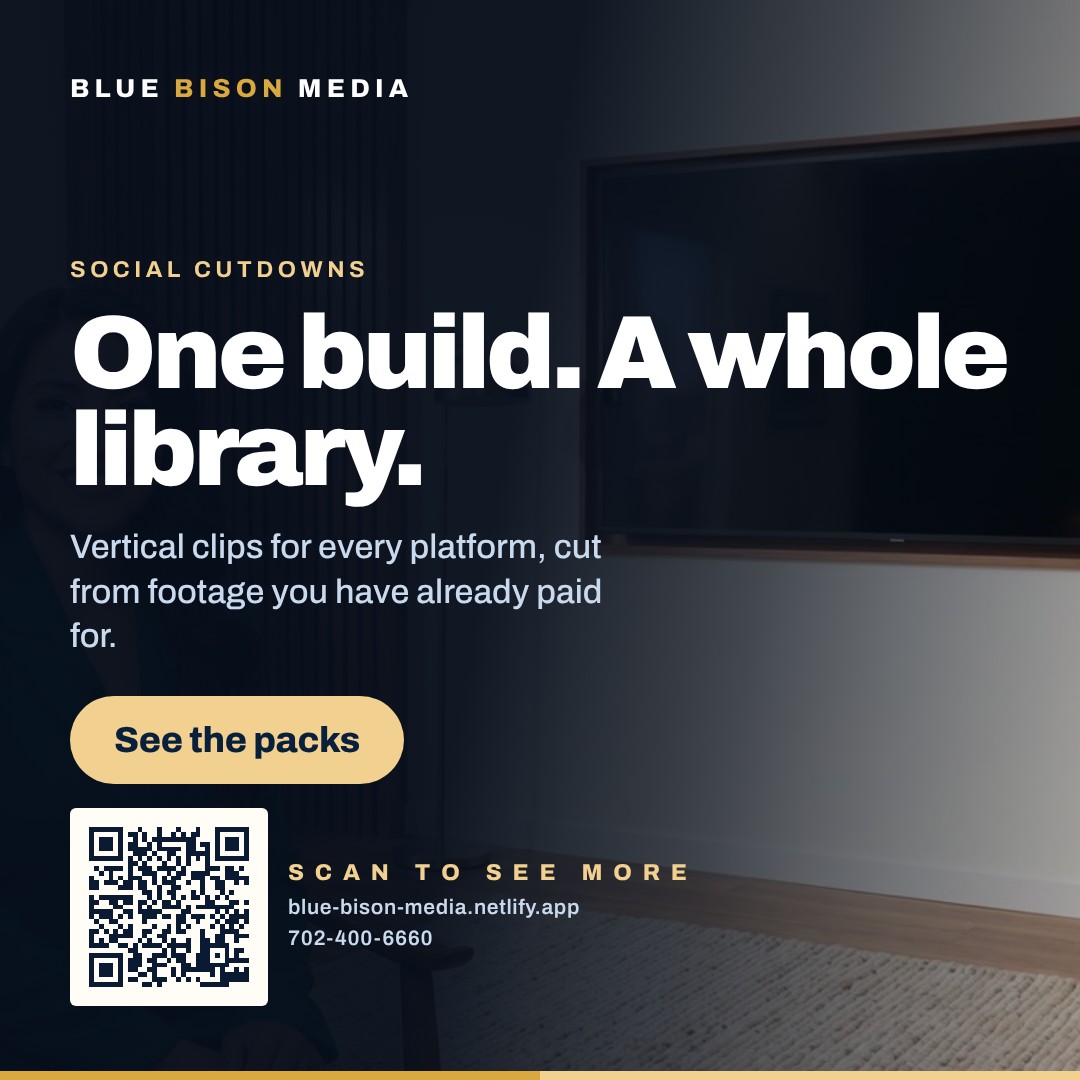 BLUE BISON MEDIA
SOCIAL CUTDOWNS
One build. A whole
library.
Vertical clips for every platform, cut
from footage you have already paid
for.
See the packs
SCAN TO SEE MORE
blue-bison-media.netlify.app
702-400-6660